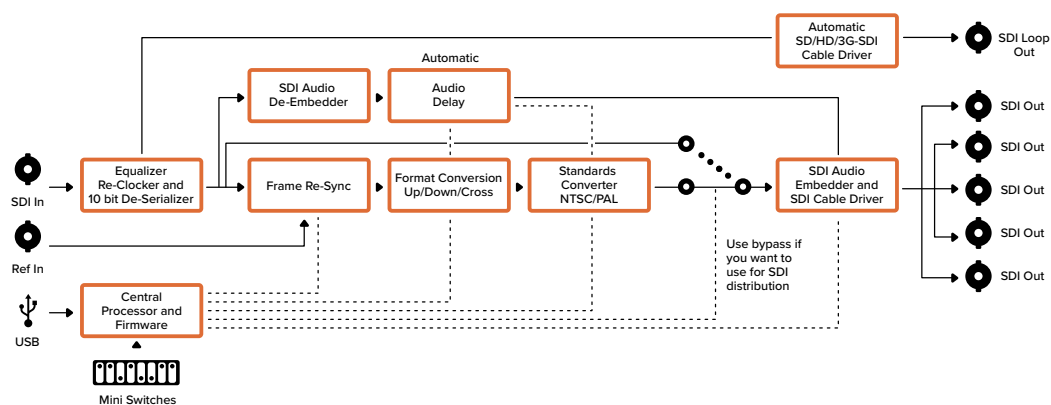 Automatic
SD/HD/3G-SDI
Cable Driver
SDI Loop
Out
Automatic
SDI Audio
De-Embedder
Audio
Delay
SDI Out
SDI Out
SDI In
Equalizer
Re-Clocker and
10 bit De-Serializer
Frame Re-Sync
Format Conversion
Up/Down/Cross
Standards
Converter
NTSC/PAL
SDI Audio
Embedder and
SDI Cable Driver
SDI Out
SDI Out
SDI Out
Ref In
Use bypass if
you want to
use for SDI
distribution
USB
Central
Processor and
Firmware
Mini Switches